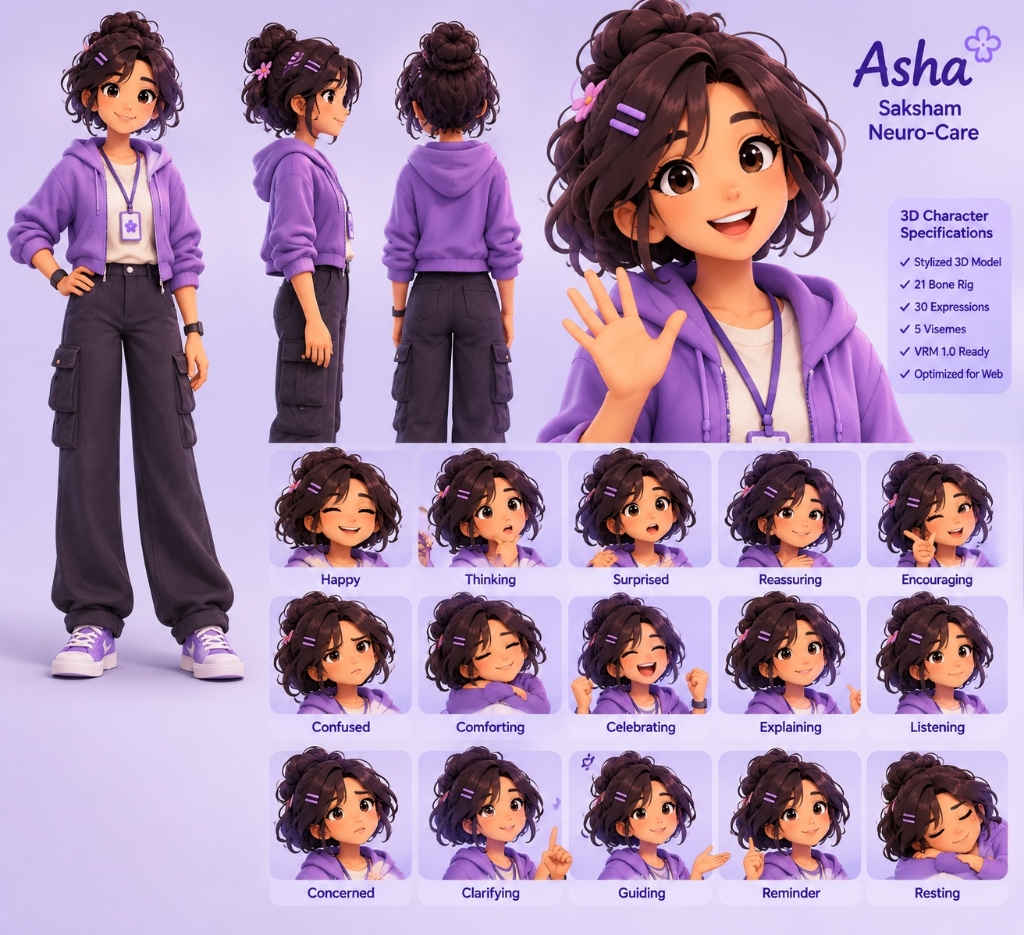 Asha
Saksham
Neuro-Care
3D Character
Specifications
✓ Stylized 3D Model
✓ 21 Bone Rig
✓ 30 Expressions
✓ 5 Visemes
✓ VRM 1.0 Ready
✓ Optimized for Web
Happy
Thinking
Surprised
Reassuring
Encouraging
Confused
Comforting
Celebrating
Explaining
Listening
Concerned
Clarifying
Guiding
Reminder
Resting